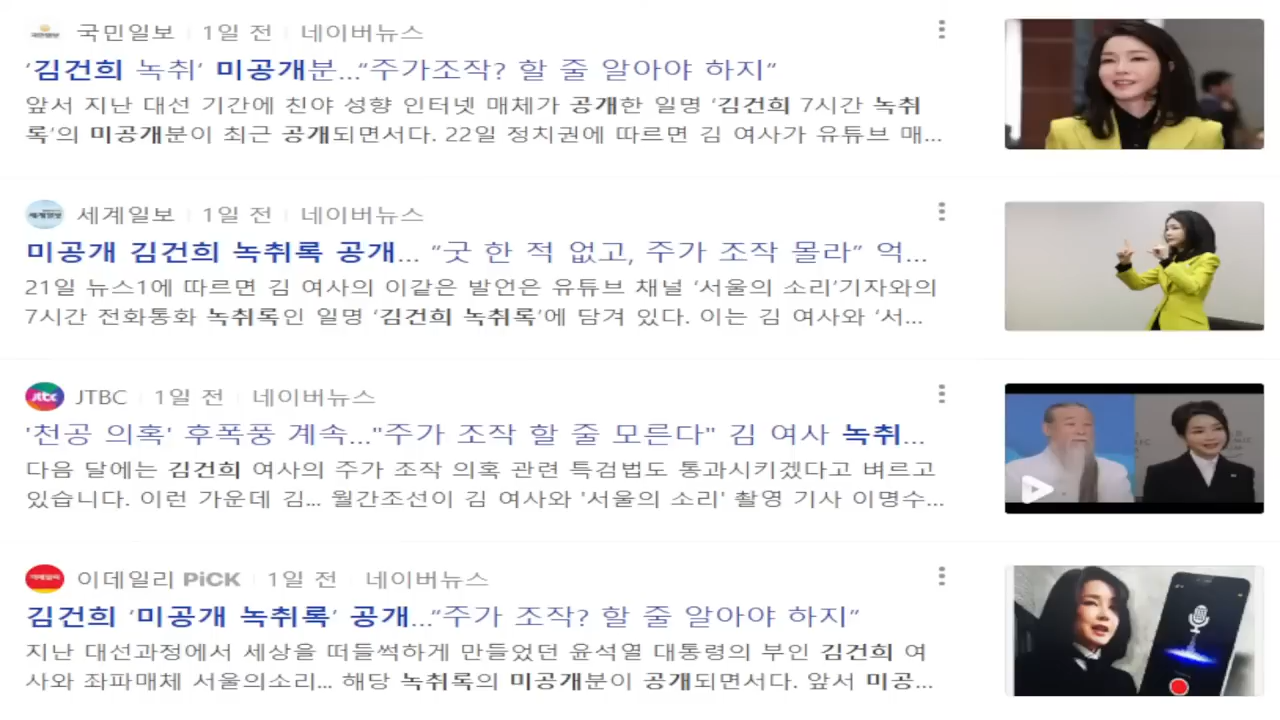 국민일보 1일 전 네이버뉴스
‘김건희 녹취‘ 미공개분…“주가조작? 할 줄 알아야 하지”
앞서 지난 대선 기간에 친야 성향 인터넷 매체가 공개한 일명 ‘김건희 7시간 녹취
록’의 미공개분이 최근 공개되면서다. 22일 정치권에 따르면 김 여사가 유튜브 매...
세계일보 1일 전 네이버뉴스
미공개 김건희 녹취록 공개... “굿 한 적 없고, 주가 조작 몰라” 억...
21일 뉴스1에 따르면 김 여사의 이같은 발언은 유튜브 채널 ‘서울의 소리’기자와의
7시간 전화통화 녹취록인 일명 ‘김건희 녹취록’에 담겨 있다. 이는 김 여사와 ‘서...
jtbc JTBC 1일 전 네이버뉴스
'천공 의혹' 후폭풍 계속…"주가 조작 할 줄 모른다" 김 여사 녹취...
다음 달에는 김건희 여사의 주가 조작 의혹 관련 특검법도 통과시키겠다고 벼르고
있습니다. 이런 가운데 김... 월간조선이 김 여사와 '서울의 소리' 촬영 기사 이명수...
이데일리 PiCK 1일 전 네이버뉴스
김건희 ‘미공개 녹취록’ 공개…“주가 조작? 할 줄 알아야 하지”
지난 대선과정에서 세상을 떠들썩하게 만들었던 윤석열 대통령의 부인 김건희 여
사와 좌파매체 서울의소리... 해당 녹취록의 미공개분이 공개되면서다. 앞서 미공...